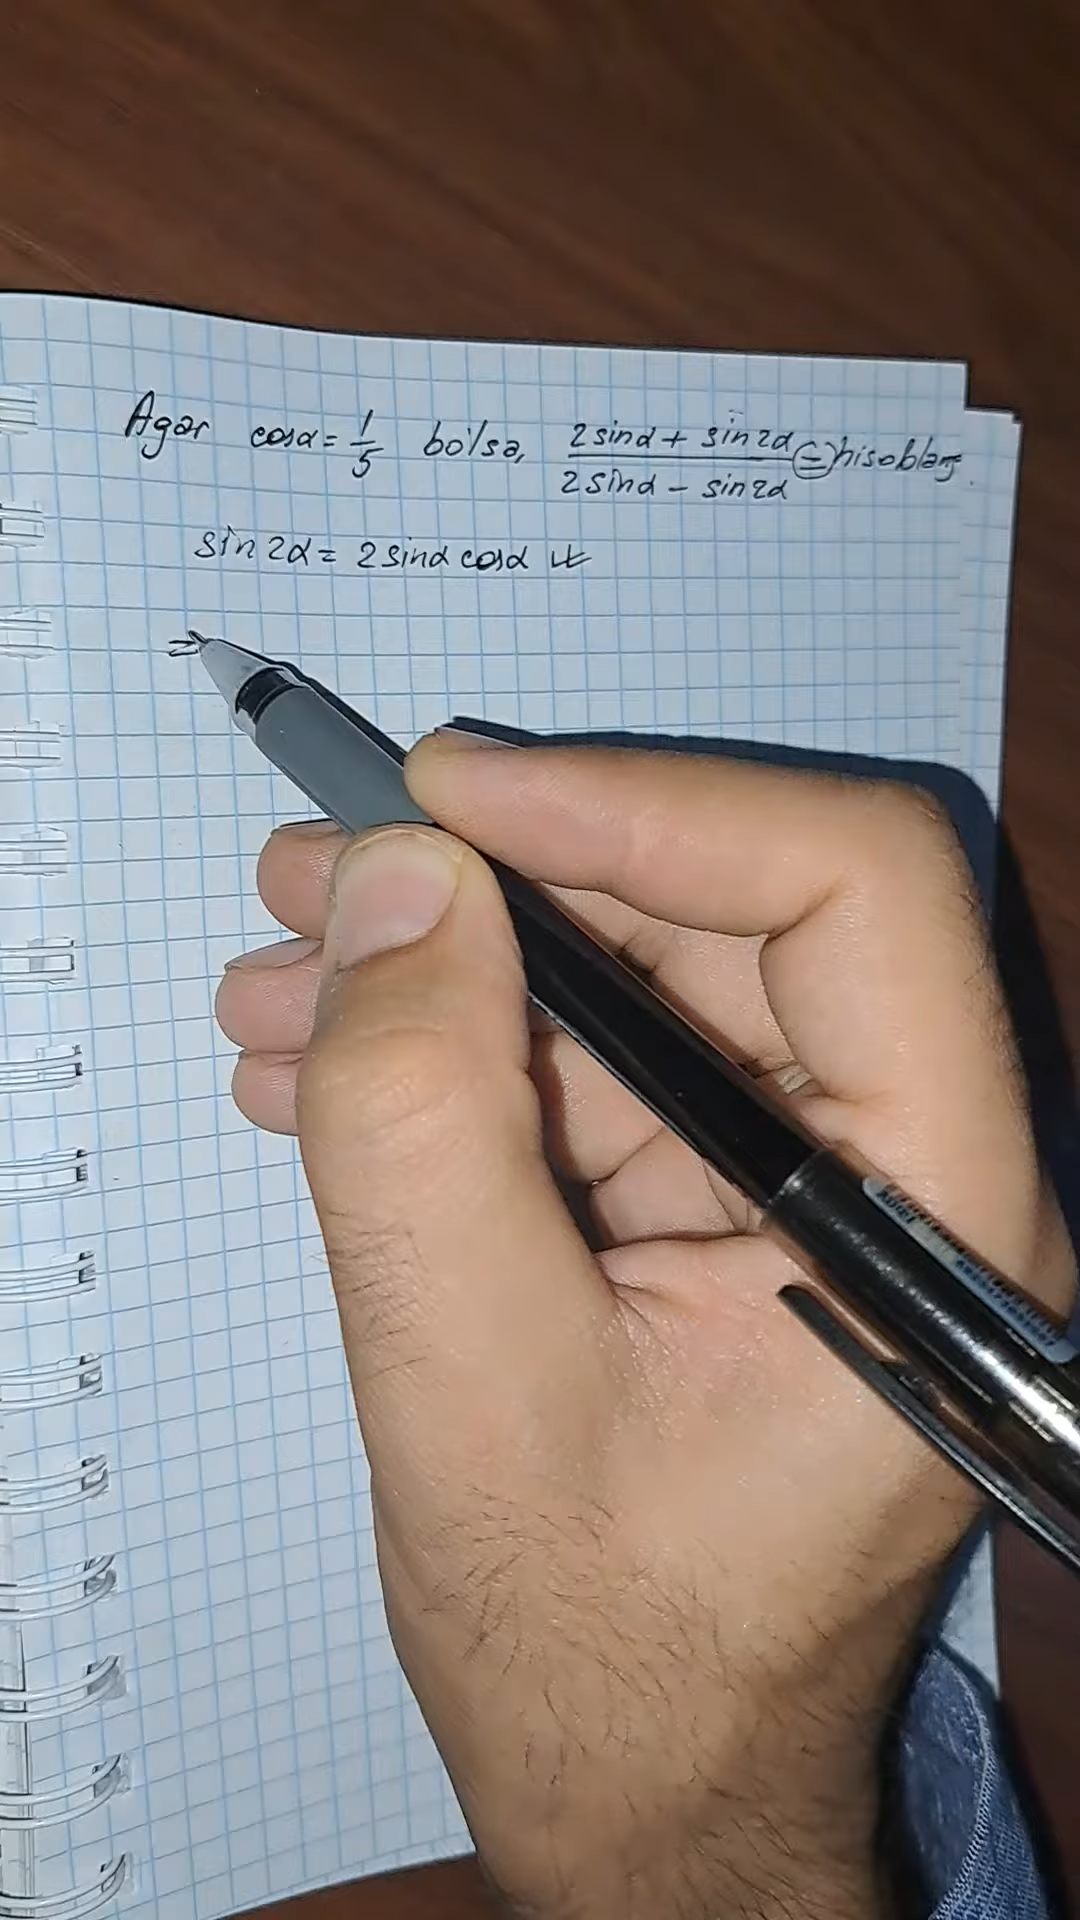 Agar cosα = 1/5 bo'lsa, (2sinα + sin2α)/(2sinα - sin2α) = hisoblang.
sin2α = 2sinα cosα
=